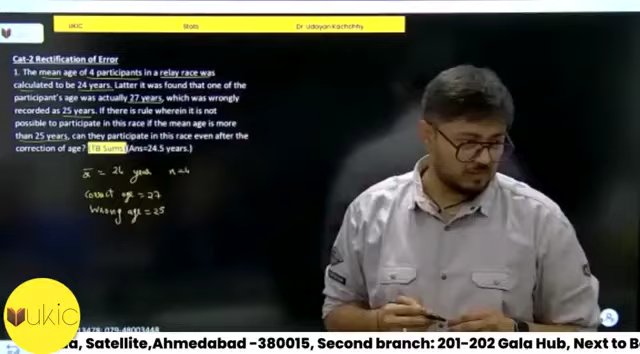 UKIC Stats Dr. Udayan Kachchhy
Cat-2 Rectification of Error
1. The mean age of 4 participants in a relay race was
calculated to be 24 years. Latter it was found that one of the
participant's age was actually 27 years, which was wrongly
recorded as 25 years. If there is rule wherein it is not
possible to participate in this race if the mean age is more
than 25 years, can they participate in this race even after the
correction of age? (TB Sums)(Ans=24.5 years.)
x̄ = 24 year n=4
Correct age = 27
Wrong age = 25
ukic
13478: 079-48003448
Satellite,Ahmedabad -380015, Second branch: 201-202 Gala Hub, Next to B